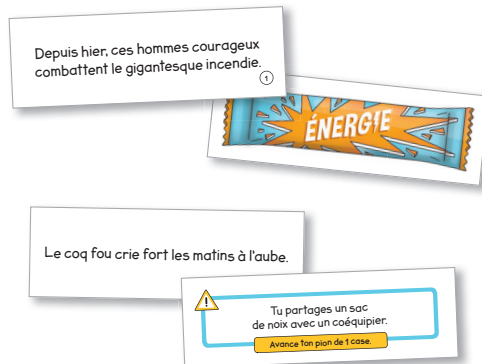 Depuis hier, ces hommes courageux
combattent le gigantesque incendie.
1
ÉNERGIE
Le coq fou crie fort les matins à l'aube.
!
Tu partages un sac
de noix avec un coéquipier.
Avance ton pion de 1 case.